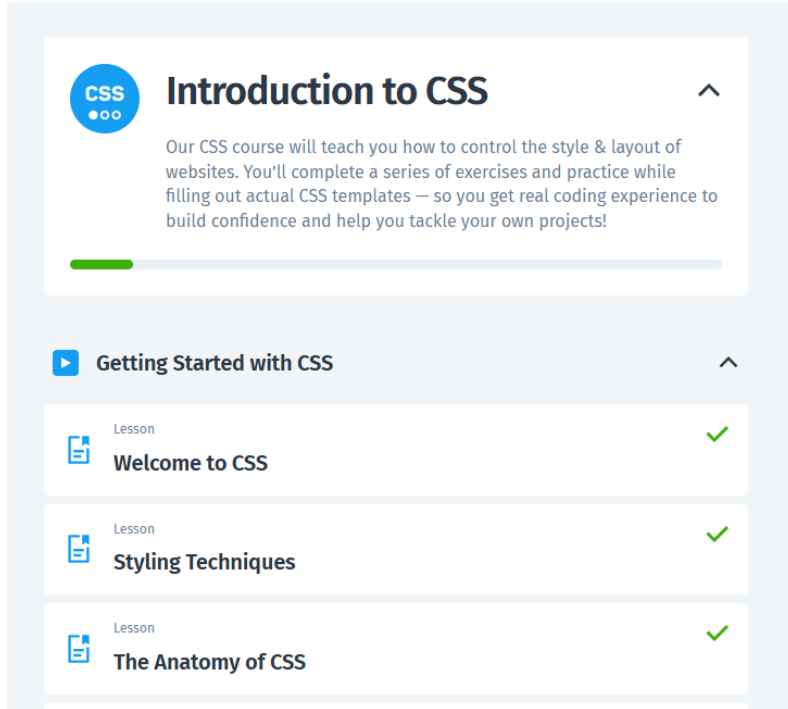 CSS
Introduction to CSS
Our CSS course will teach you how to control the style & layout of
websites. You'll complete a series of exercises and practice while
filling out actual CSS templates — so you get real coding experience to
build confidence and help you tackle your own projects!
Getting Started with CSS
Lesson
Welcome to CSS
Lesson
Styling Techniques
Lesson
The Anatomy of CSS